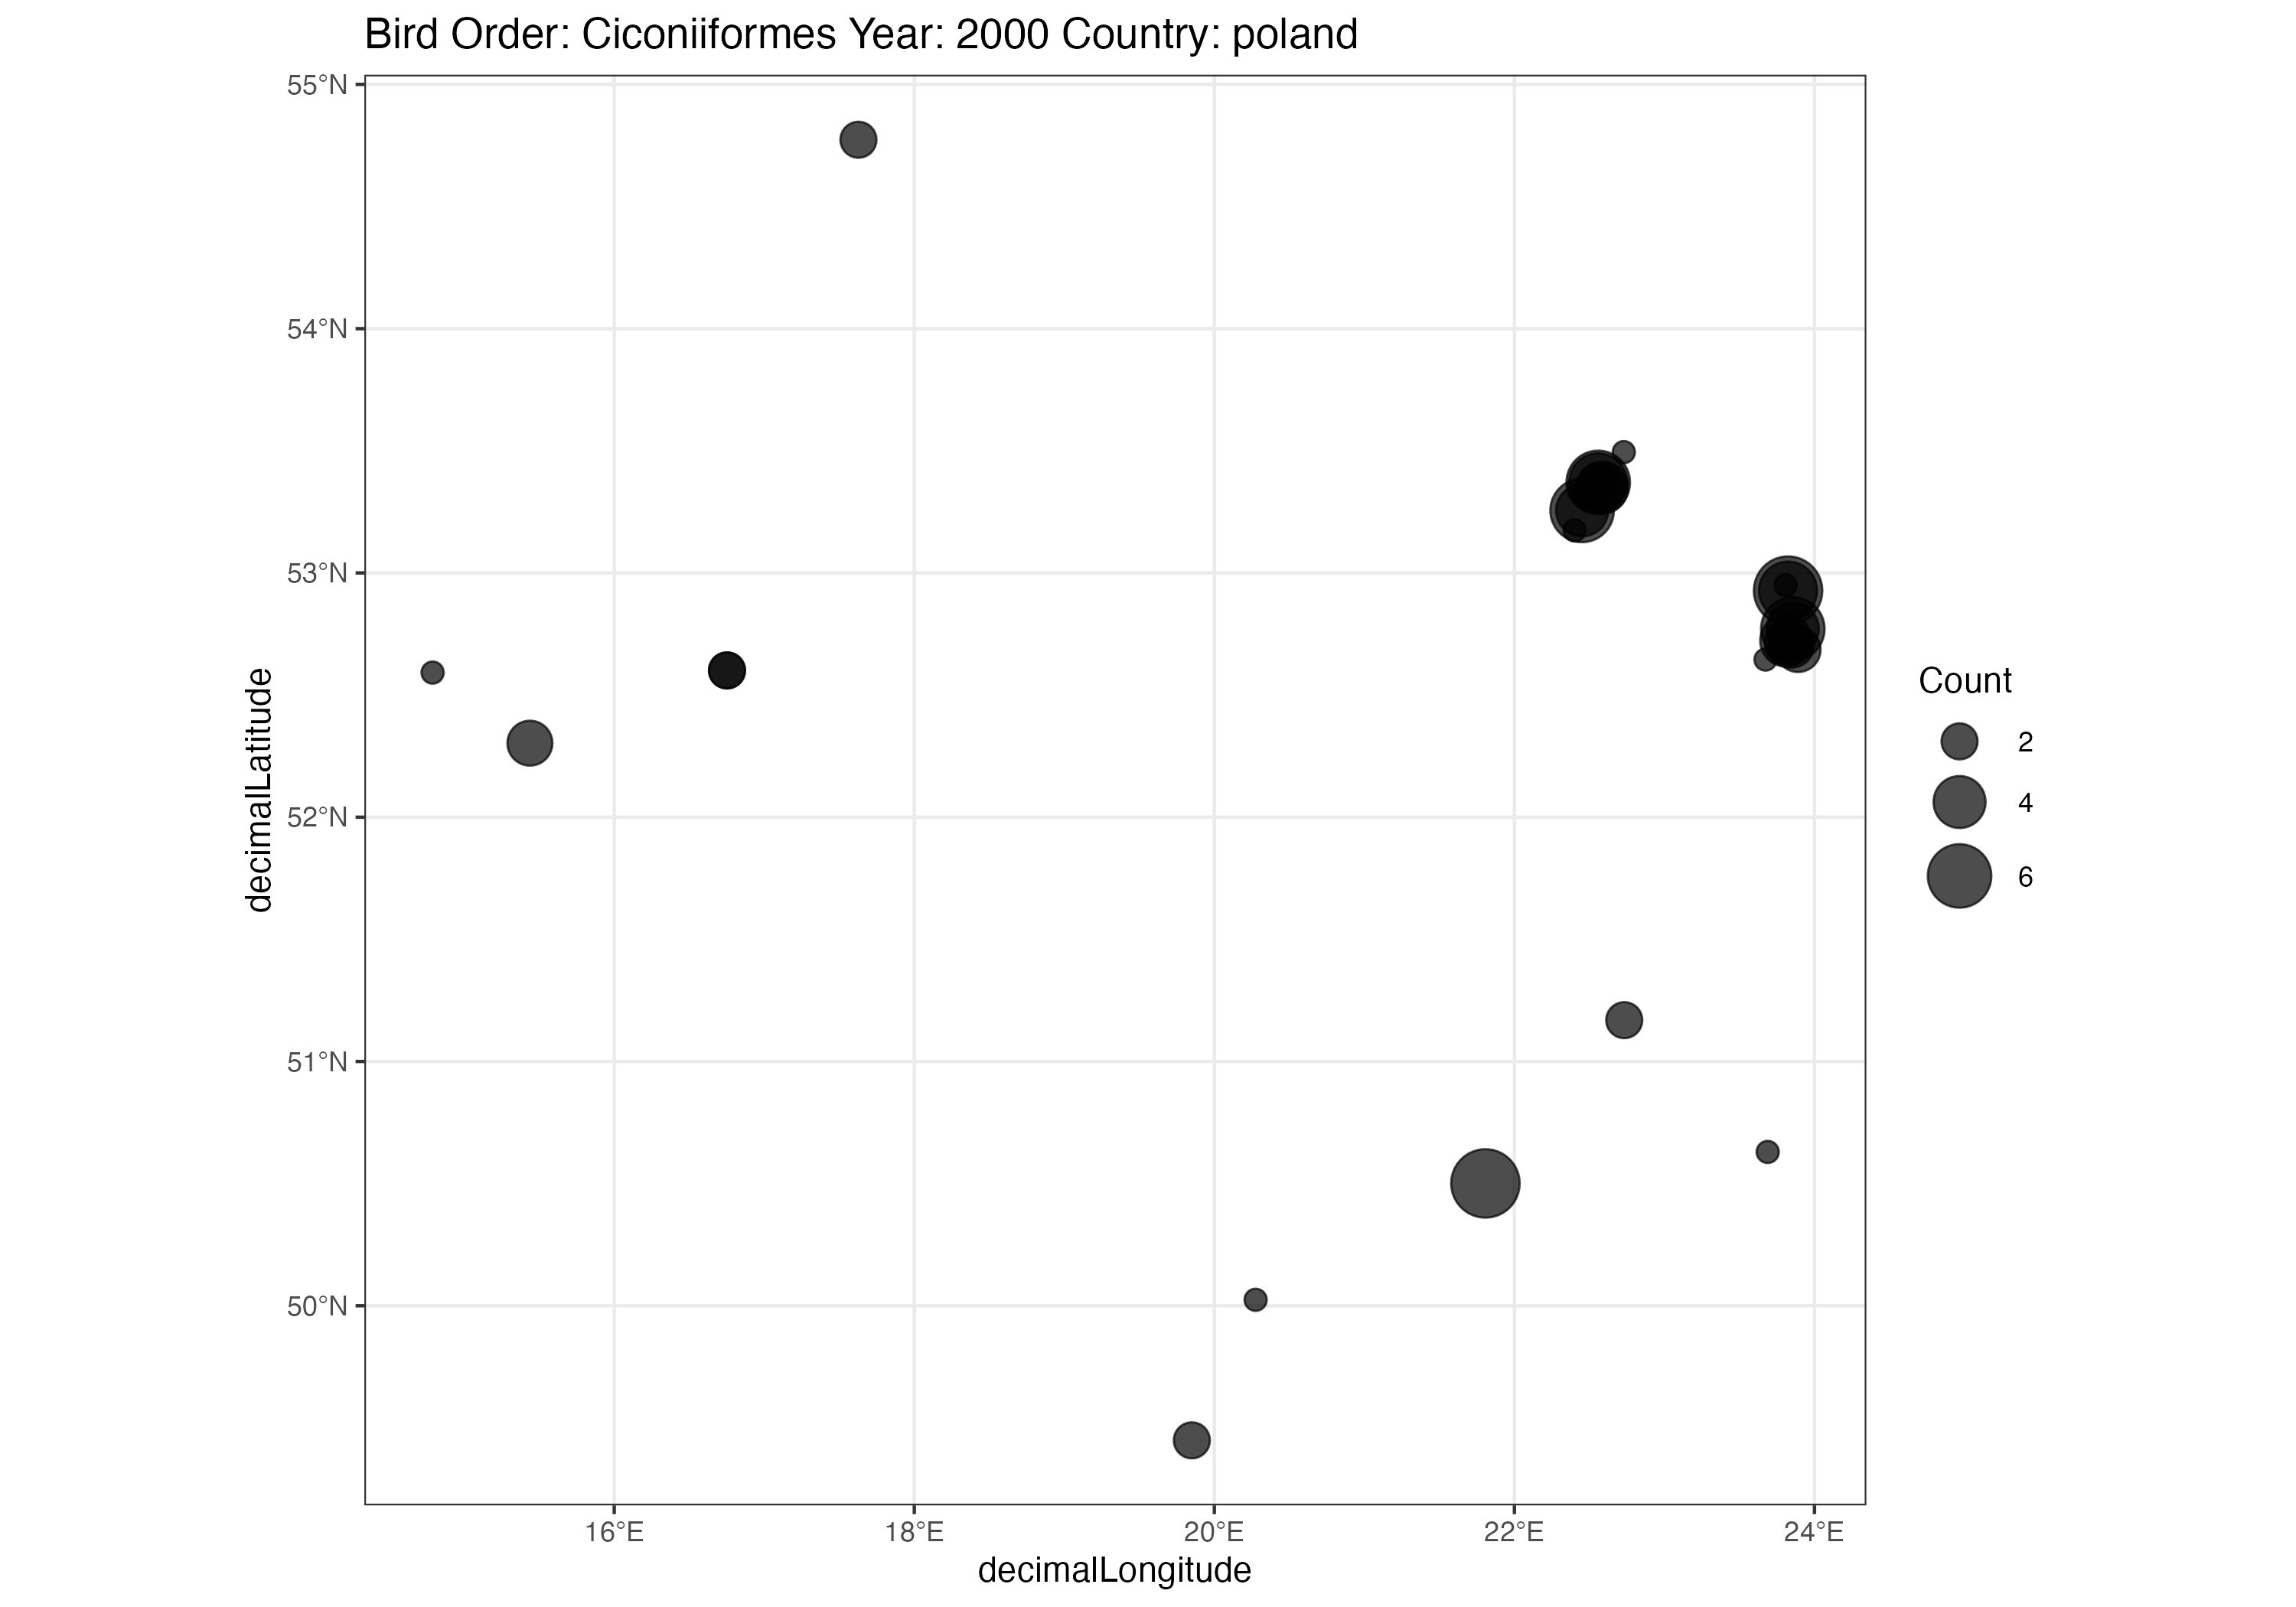 Bird Order: Ciconiiformes Year: 2000 Country: poland
55°N
54°N
53°N
52°N
51°N
50°N
decimalLatitude
16°E
18°E
20°E
22°E
24°E
decimalLongitude
Count
2
4
6